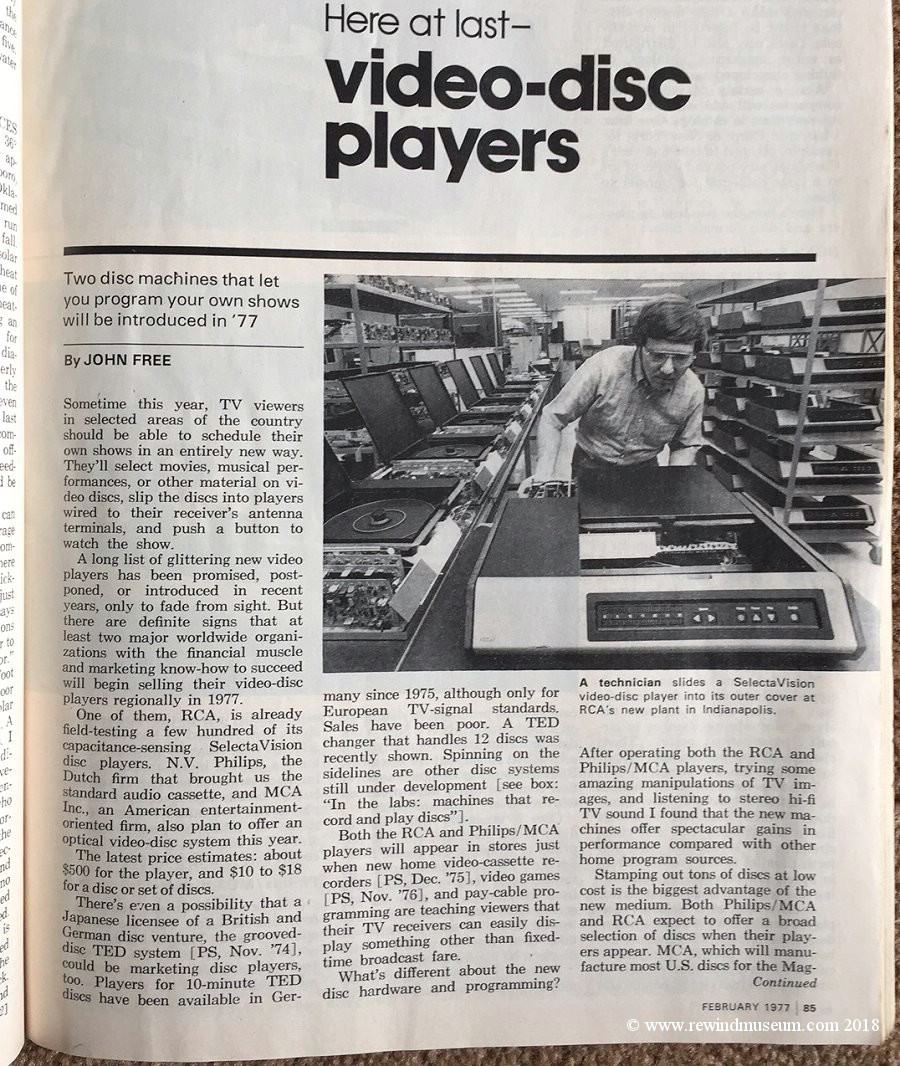 Here at last–
video-disc
players
Two disc machines that let
you program your own shows
will be introduced in '77
By JOHN FREE
Sometime this year, TV viewers
in selected areas of the country
should be able to schedule their
own shows in an entirely new way.
They'll select movies, musical per-
formances, or other material on vi-
deo discs, slip the discs into players
wired to their receiver's antenna
terminals, and push a button to
watch the show.
A long list of glittering new video
players has been promised, post-
poned, or introduced in recent
years, only to fade from sight. But
there are definite signs that at
least two major worldwide organi-
zations with the financial muscle
and marketing know-how to succeed
will begin selling their video-disc
players regionally in 1977.
One of them, RCA, is already
field-testing a few hundred of its
capacitance-sensing SelectaVision
disc players. N.V. Philips, the
Dutch firm that brought us the
standard audio cassette, and MCA
Inc., an American entertainment-
oriented firm, also plan to offer an
optical video-disc system this year.
The latest price estimates: about
$500 for the player, and $10 to $18
for a disc or set of discs.
There's even a possibility that a
Japanese licensee of a British and
German disc venture, the grooved-
disc TED system [PS, Nov. '74],
could be marketing disc players,
too. Players for 10-minute TED
discs have been available in Ger-
many since 1975, although only for
European TV-signal standards.
Sales have been poor. A TED
changer that handles 12 discs was
recently shown. Spinning on the
sidelines are other disc systems
still under development [see box:
"In the labs: machines that re-
cord and play discs"].
Both the RCA and Philips/MCA
players will appear in stores just
when new home video-cassette re-
corders [PS, Dec. '75], video games
[PS, Nov. '76], and pay-cable pro-
gramming are teaching viewers that
their TV receivers can easily dis-
play something other than fixed-
time broadcast fare.
What's different about the new
disc hardware and programming?
A technician slides a SelectaVision
video-disc player into its outer cover at
RCA's new plant in Indianapolis.
After operating both the RCA and
Philips/MCA players, trying some
amazing manipulations of TV im-
ages, and listening to stereo hi-fi
TV sound I found that the new ma-
chines offer spectacular gains in
performance compared with other
home program sources.
Stamping out tons of discs at low
cost is the biggest advantage of the
new medium. Both Philips/MCA
and RCA expect to offer a broad
selection of discs when their play-
ers appear. MCA, which will manu-
facture most U.S. discs for the Mag-
Continued
FEBRUARY 1977 | 85
© www.rewindmuseum.com 2018